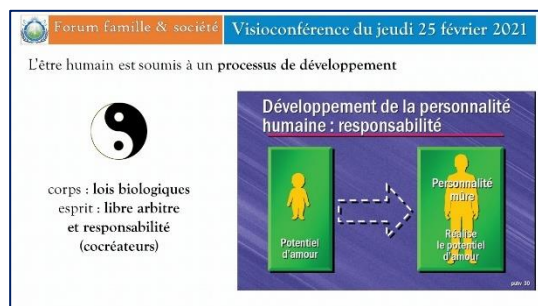 Forum famille & société
Visioconférence du jeudi 25 février 2021
L'être humain est soumis à un processus de développement
corps : lois biologiques
esprit : libre arbitre
et responsabilité
(cocréateurs)
Développement de la personnalité
humaine : responsabilité
Potentiel
d'amour
Personnalité
mûre
Réalise
le potentiel
d'amour